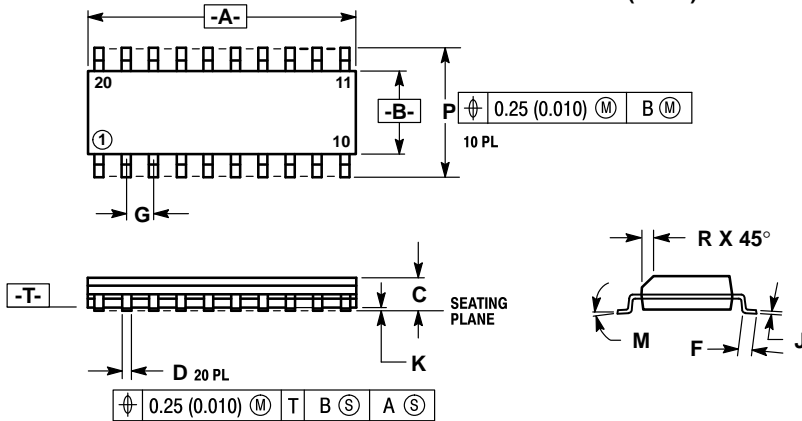 -A-
20 11
-B- P ⌖ 0.25 (0.010) Ⓜ B Ⓜ
① 10
10 PL
G
R X 45°
-T-
C SEATING
PLANE
M F J
K
D 20 PL
⌖ 0.25 (0.010) Ⓜ T B Ⓢ A Ⓢ